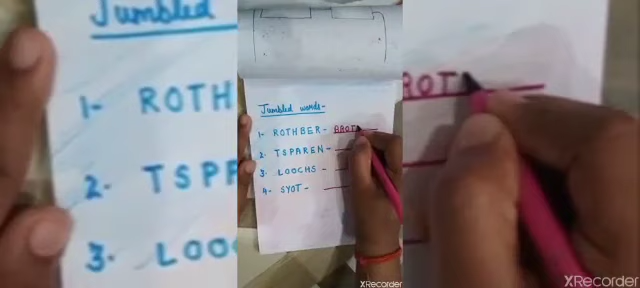 Jumbled words-
1- ROTHBER- BROT
2- TSPAREN-
3- LOOCHS-
4- SYOT-
XRecorder
Jumbled
1- ROTH
2- TSPA
3- LOO
ROT
XRecorder